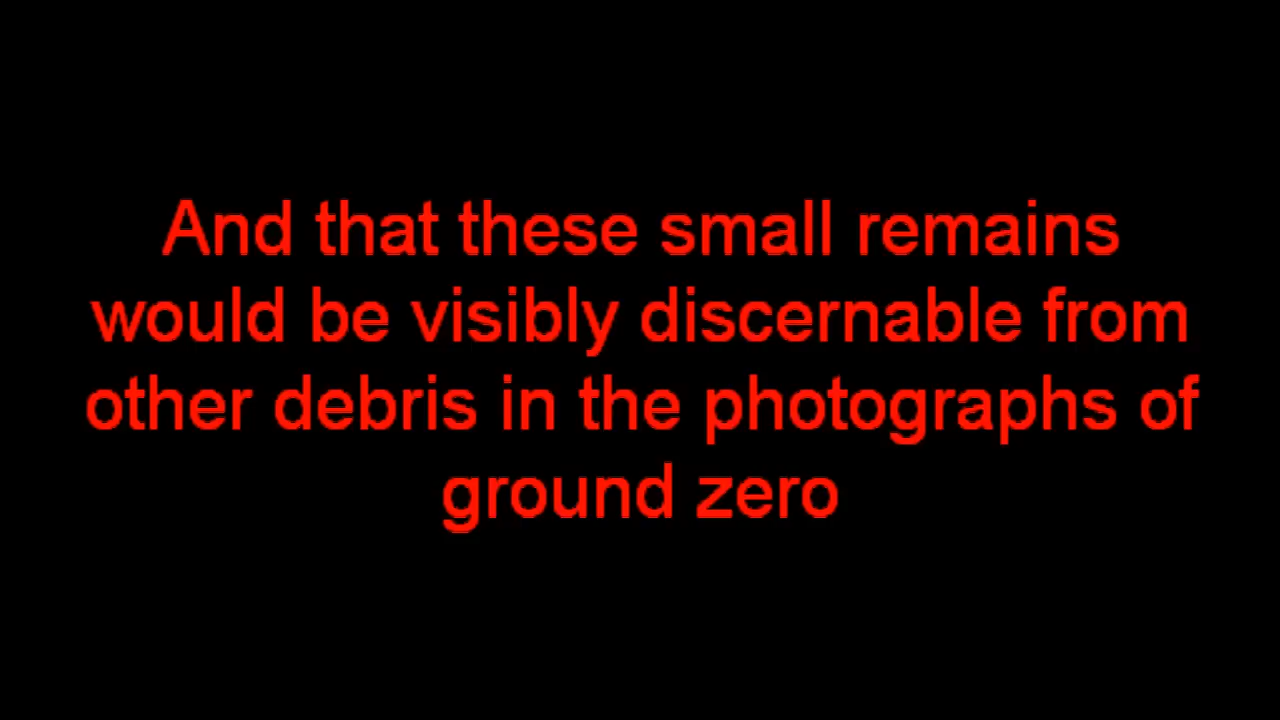 And that these small remains
would be visibly discernable from
other debris in the photographs of
ground zero